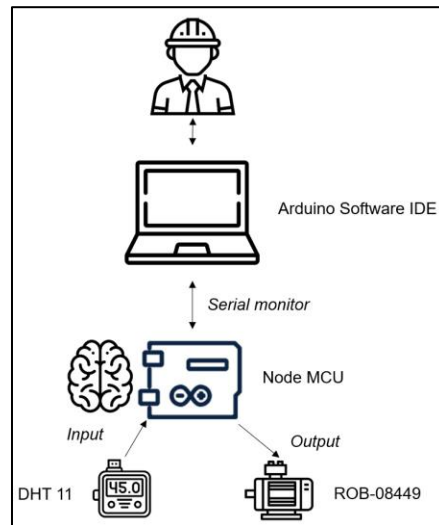 Arduino Software IDE
Serial monitor
Node MCU
Input
Output
DHT 11
45.0
ROB-08449